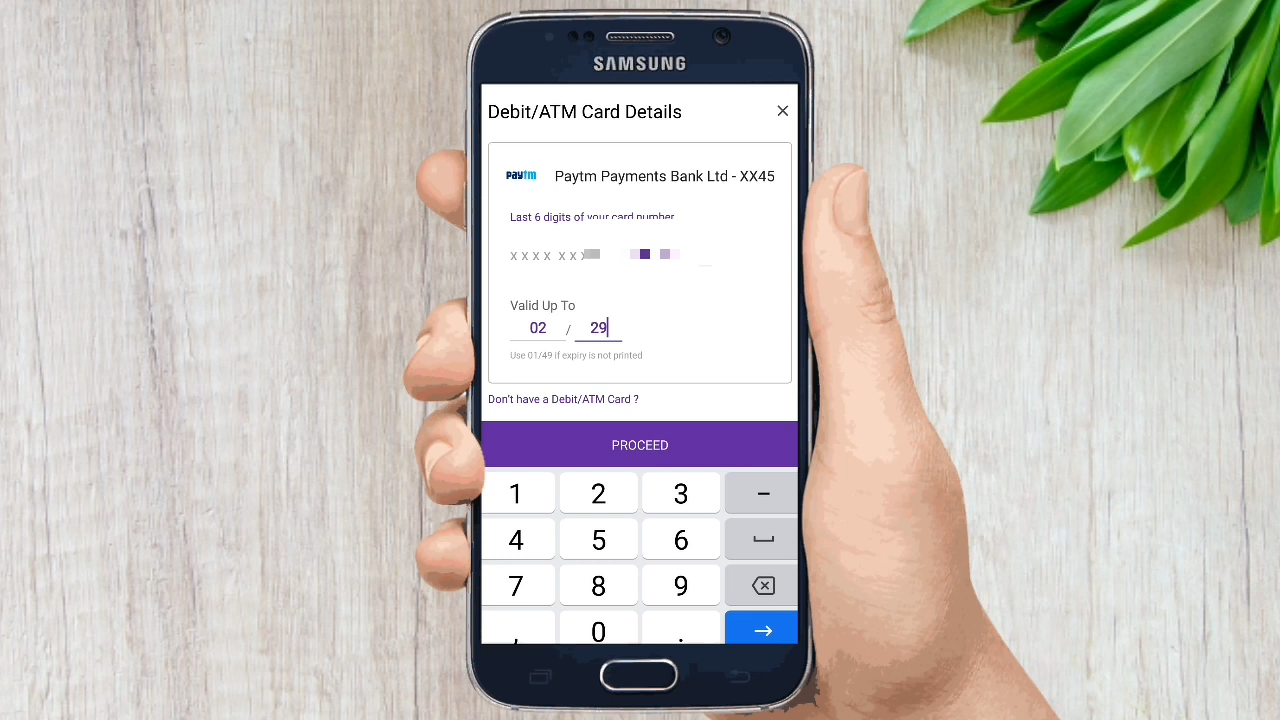 SAMSUNG
Debit/ATM Card Details
paytm Paytm Payments Bank Ltd - XX45
Last 6 digits of your card number
X X X X X X X
Valid Up To
02 / 29
Use 01/49 if expiry is not printed
Don't have a Debit/ATM Card ?
PROCEED
1 2 3 –
4 5 6
7 8 9
, 0 .